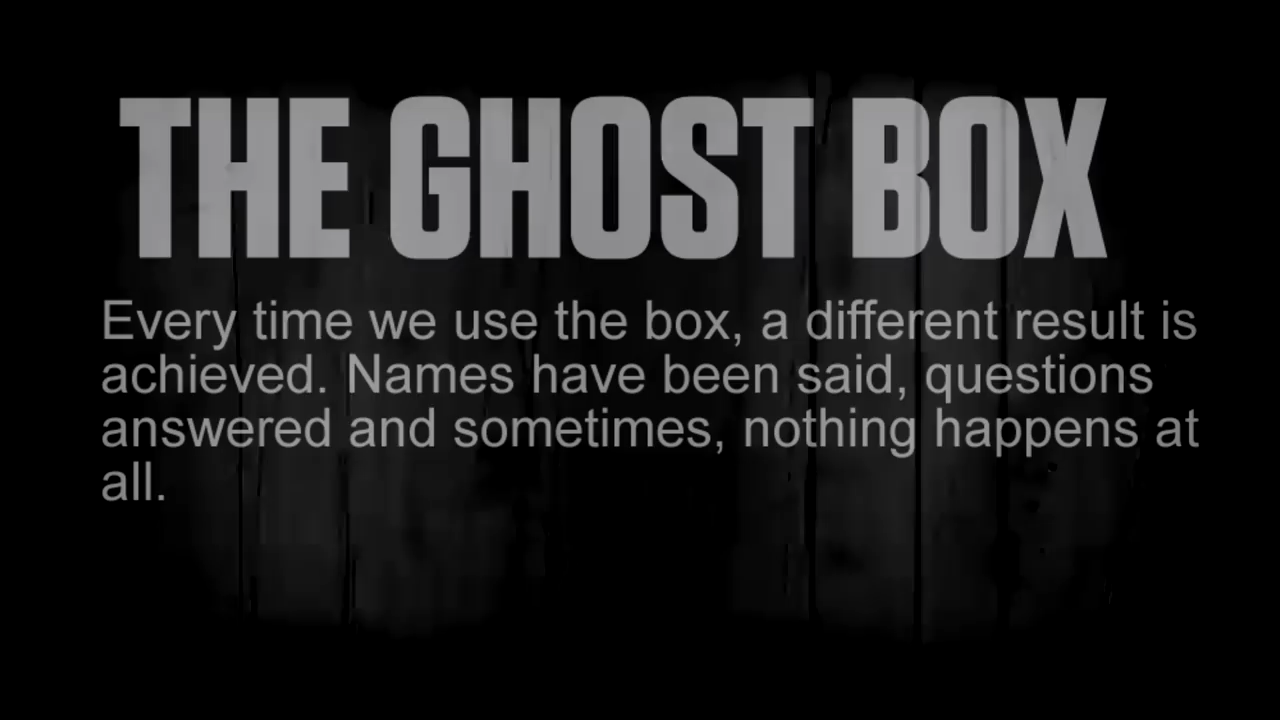 THE GHOST BOX
Every time we use the box, a different result is
achieved. Names have been said, questions
answered and sometimes, nothing happens at
all.